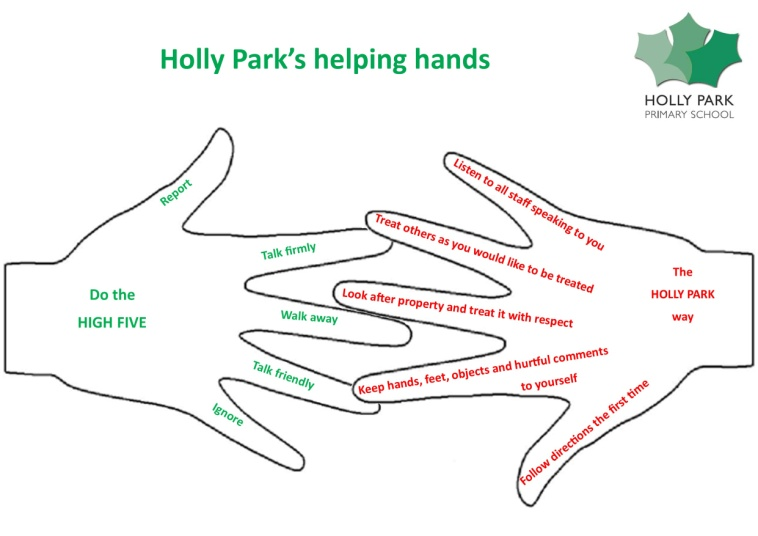 Holly Park's helping hands
HOLLY PARK
PRIMARY SCHOOL
Report
Talk firmly
Walk away
Talk friendly
Ignore
Do the
HIGH FIVE
Listen to all staff speaking to you
Treat others as you would like to be treated
Look after property and treat it with respect
Keep hands, feet, objects and hurtful comments
to yourself
Follow directions the first time
The
HOLLY PARK
way